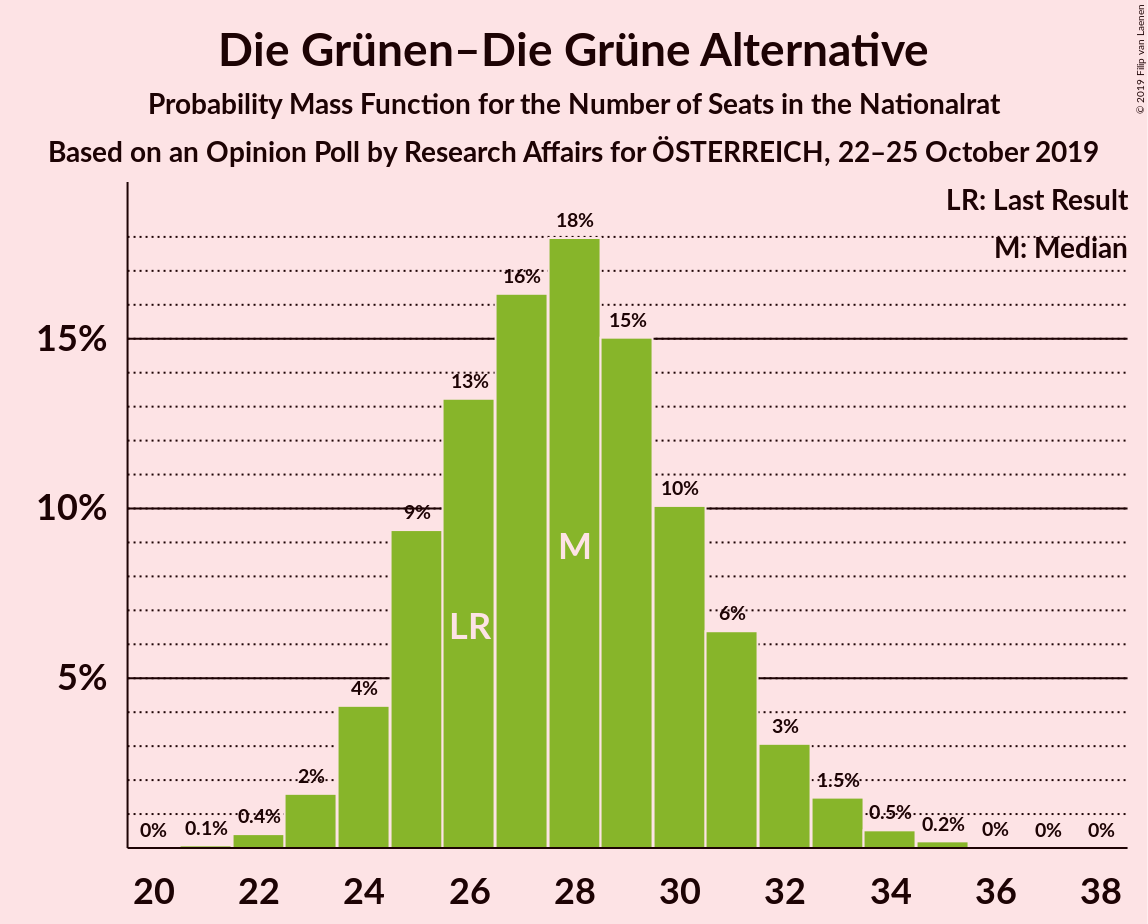 Die Grünen–Die Grüne Alternative
Probability Mass Function for the Number of Seats in the Nationalrat
Based on an Opinion Poll by Research Affairs for ÖSTERREICH, 22–25 October 2019
© 2019 Filip van Laenen
LR: Last Result
M: Median
15%
10%
5%
0%
0.1%
0.4%
2%
4%
9%
13%
16%
18%
15%
10%
6%
3%
1.5%
0.5%
0.2%
0%
0%
0%
LR
M
20 22 24 26 28 30 32 34 36 38